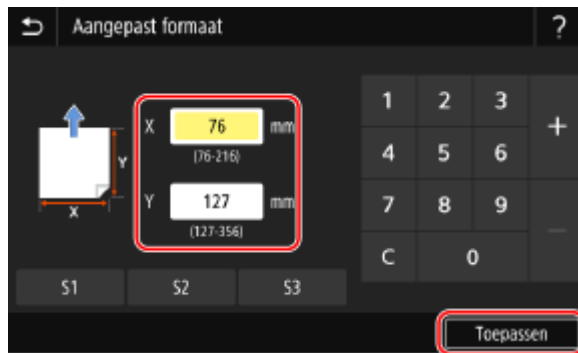 Aangepast formaat ?
X 76 mm
(76-216)
Y 127 mm
(127-356)
Y
X
1 2 3 +
4 5 6
7 8 9 -
C 0
S1 S2 S3
Toepassen